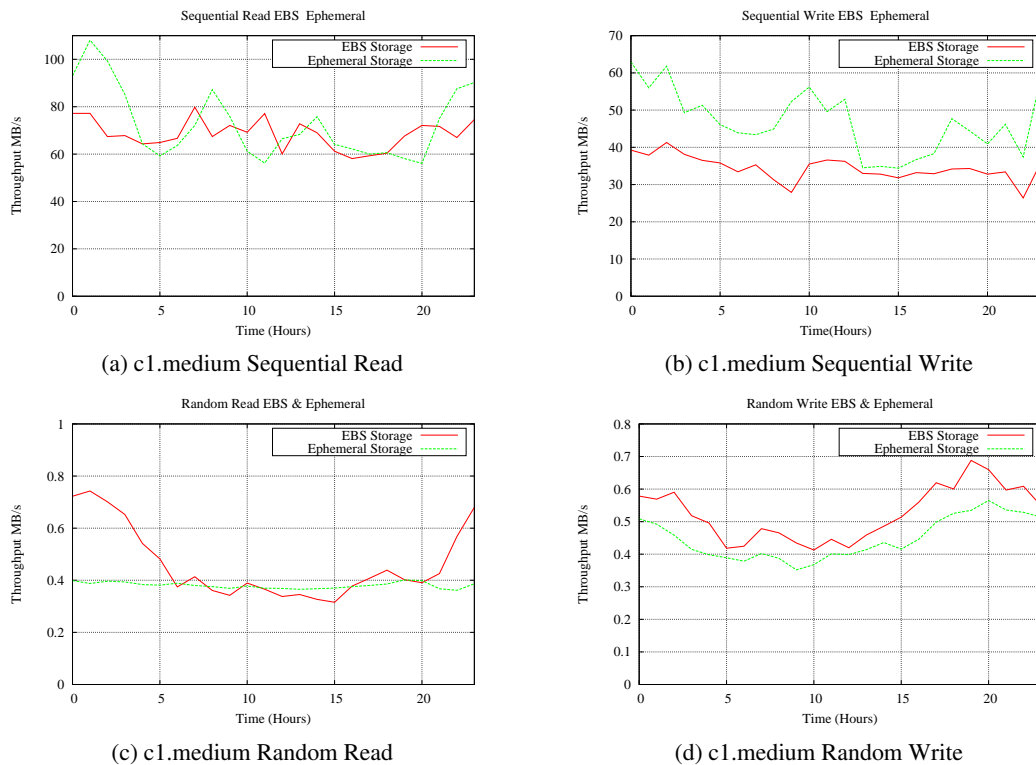 Sequential Read EBS  Ephemeral
EBS Storage
Ephemeral Storage
Throughput MB/s
100
80
60
40
20
0
0 5 10 15 20
Time (Hours)
(a) c1.medium Sequential Read
Sequential Write EBS  Ephemeral
EBS Storage
Ephemeral Storage
Throughput MB/s
70
60
50
40
30
20
10
0
0 5 10 15 20
Time(Hours)
(b) c1.medium Sequential Write
Random Read EBS & Ephemeral
EBS Storage
Ephemeral Storage
Throughput MB/s
1
0.8
0.6
0.4
0.2
0
0 5 10 15 20
Time (Hours)
(c) c1.medium Random Read
Random Write EBS & Ephemeral
EBS Storage
Ephemeral Storage
Throughput MB/s
0.8
0.7
0.6
0.5
0.4
0.3
0.2
0.1
0
0 5 10 15 20
Time (Hours)
(d) c1.medium Random Write